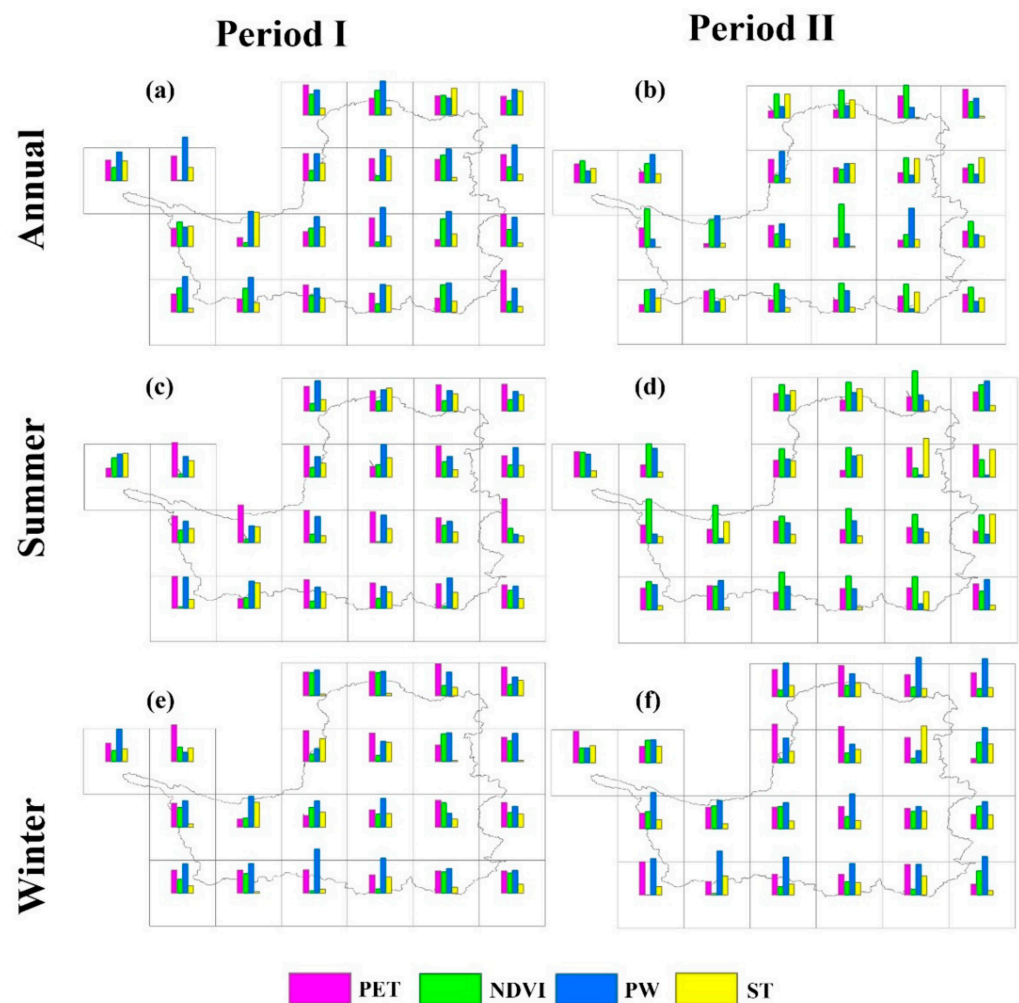 Period I
Period II
Annual
(a)
(b)
Summer
(c)
(d)
Winter
(e)
(f)
PET
NDVI
PW
ST